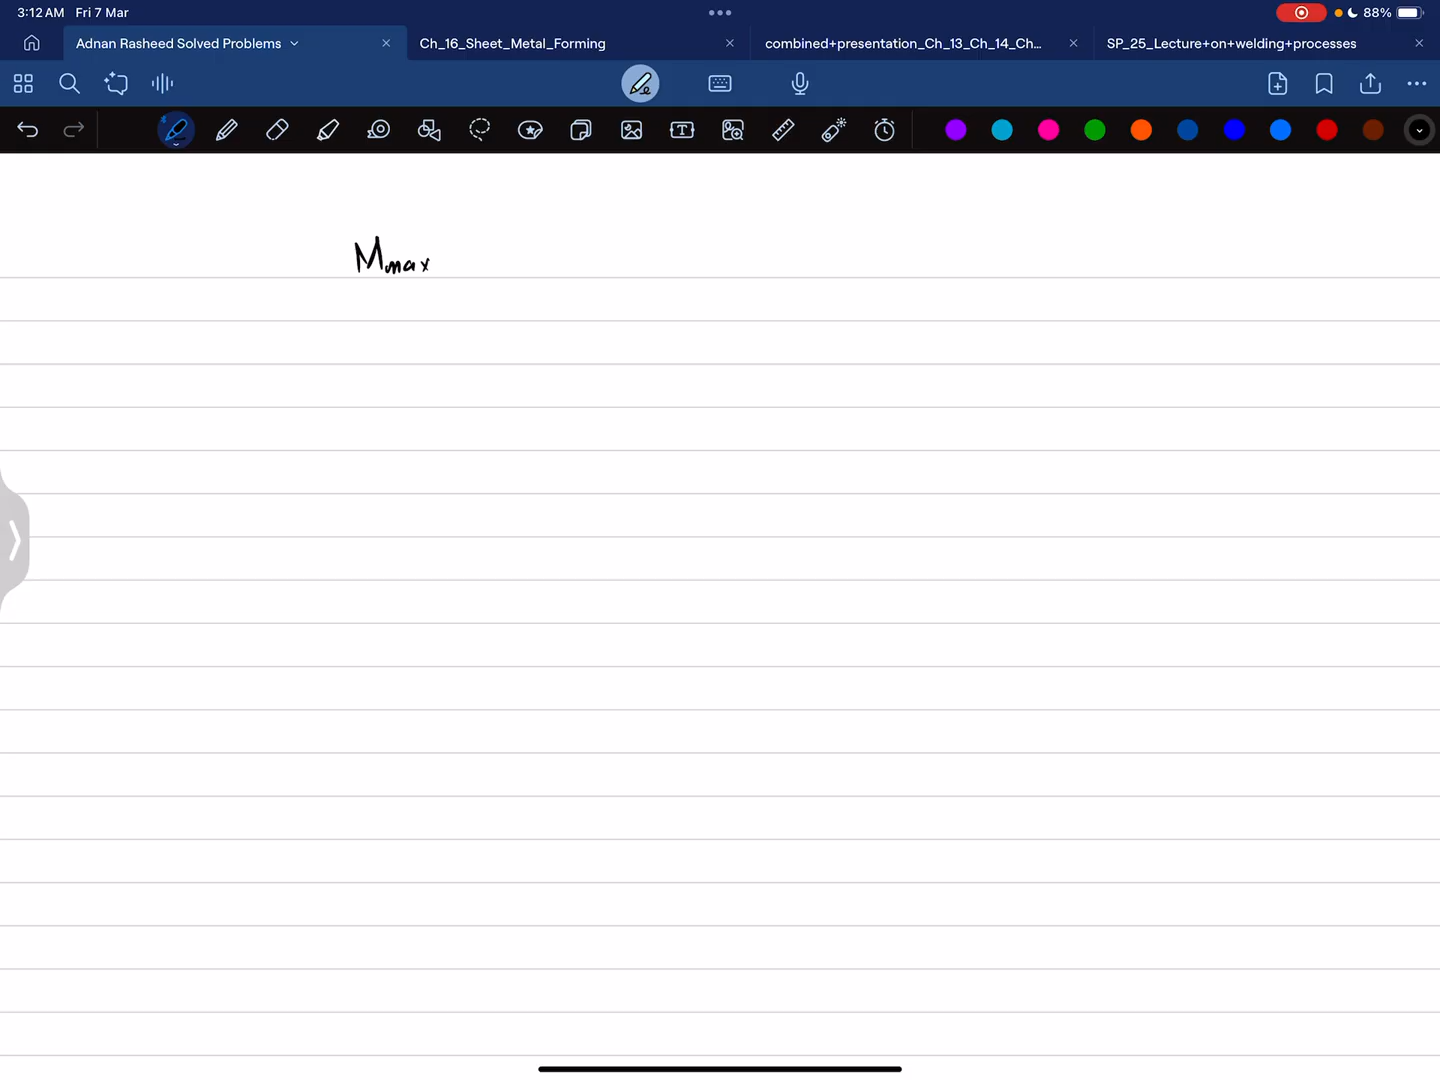 3:12 AM Fri 7 Mar 88%
Adnan Rasheed Solved Problems Ch_16_Sheet_Metal_Forming combined+presentation_Ch_13_Ch_14_Ch... SP_25_Lecture+on+welding+processes
Mmax